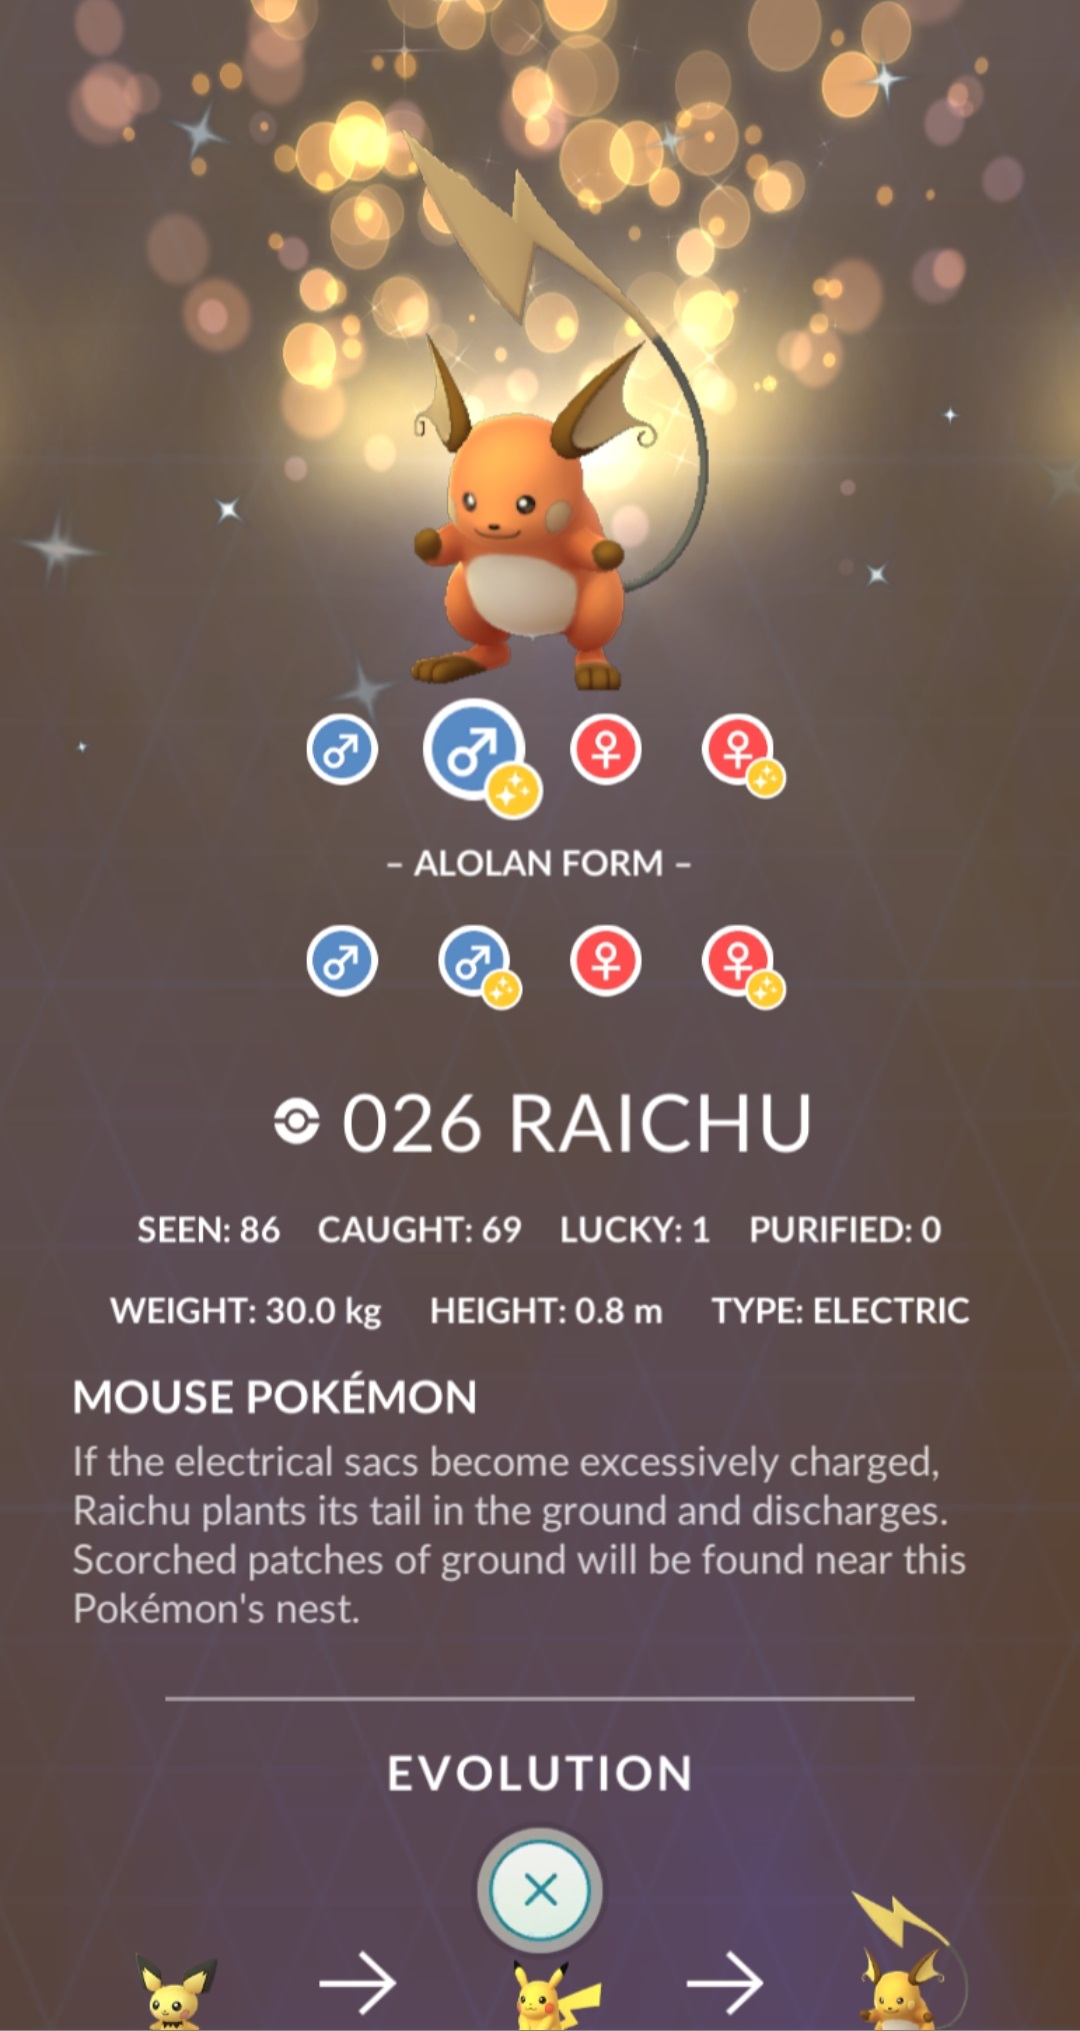 – ALOLAN FORM –
026 RAICHU
SEEN: 86 CAUGHT: 69 LUCKY: 1 PURIFIED: 0
WEIGHT: 30.0 kg HEIGHT: 0.8 m TYPE: ELECTRIC
MOUSE POKÉMON
If the electrical sacs become excessively charged,
Raichu plants its tail in the ground and discharges.
Scorched patches of ground will be found near this
Pokémon's nest.
EVOLUTION